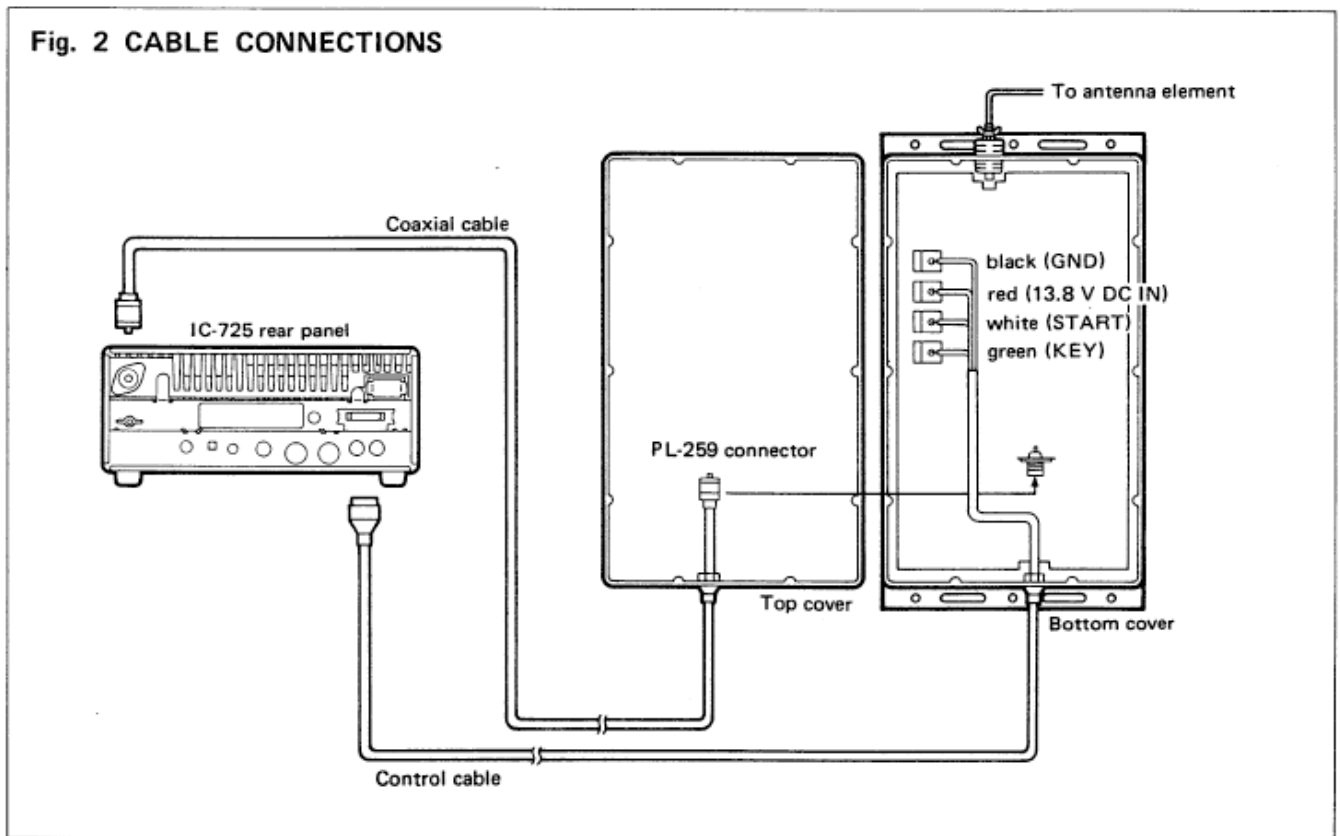 Fig. 2 CABLE CONNECTIONS
To antenna element
Coaxial cable
IC-725 rear panel
black (GND)
red (13.8 V DC IN)
white (START)
green (KEY)
PL-259 connector
Top cover
Bottom cover
Control cable